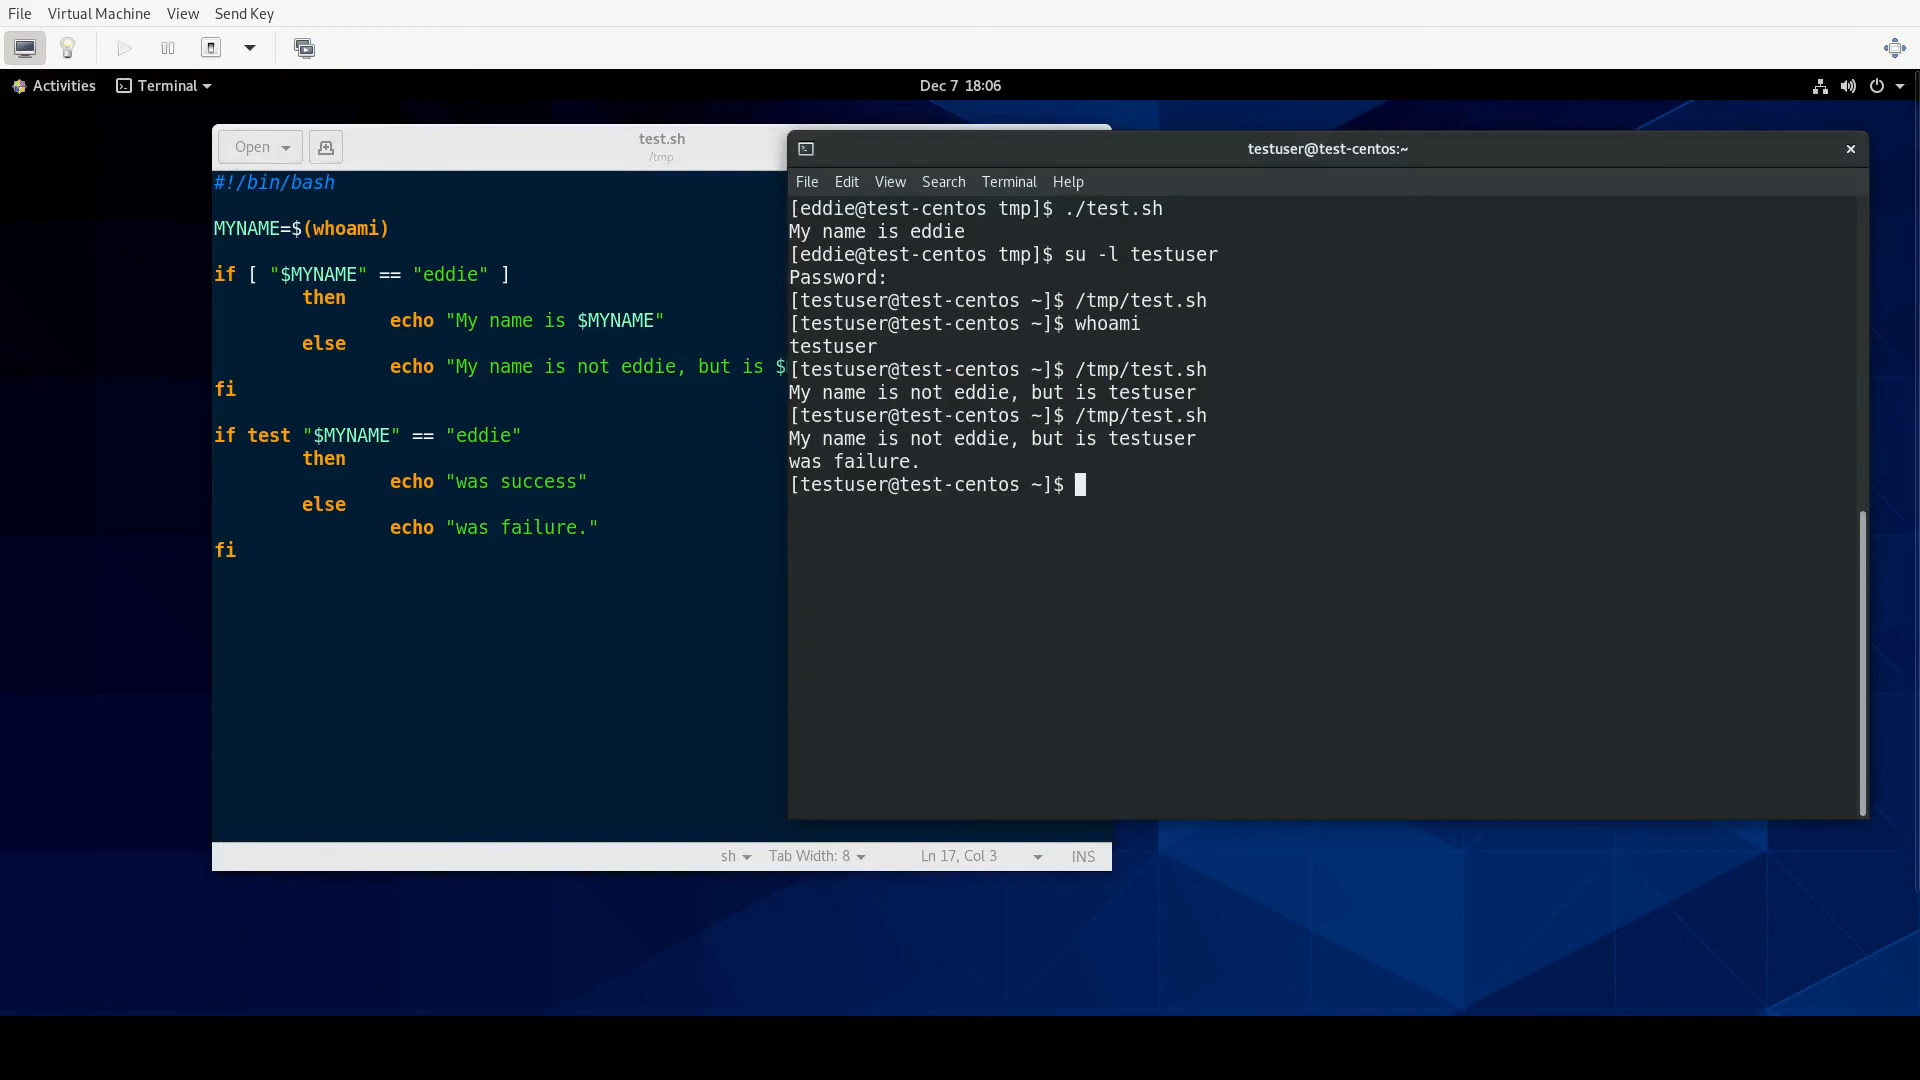 File Virtual Machine View Send Key
Activities Terminal Dec 7 18:06
Open test.sh
/tmp
#!/bin/bash
MYNAME=$(whoami)
if [ "$MYNAME" == "eddie" ]
then
echo "My name is $MYNAME"
else
echo "My name is not eddie, but is $
fi
if test "$MYNAME" == "eddie"
then
echo "was success"
else
echo "was failure."
fi
sh Tab Width: 8 Ln 17, Col 3 INS
testuser@test-centos:~
File Edit View Search Terminal Help
[eddie@test-centos tmp]$ ./test.sh
My name is eddie
[eddie@test-centos tmp]$ su -l testuser
Password:
[testuser@test-centos ~]$ /tmp/test.sh
[testuser@test-centos ~]$ whoami
testuser
[testuser@test-centos ~]$ /tmp/test.sh
My name is not eddie, but is testuser
[testuser@test-centos ~]$ /tmp/test.sh
My name is not eddie, but is testuser
was failure.
[testuser@test-centos ~]$